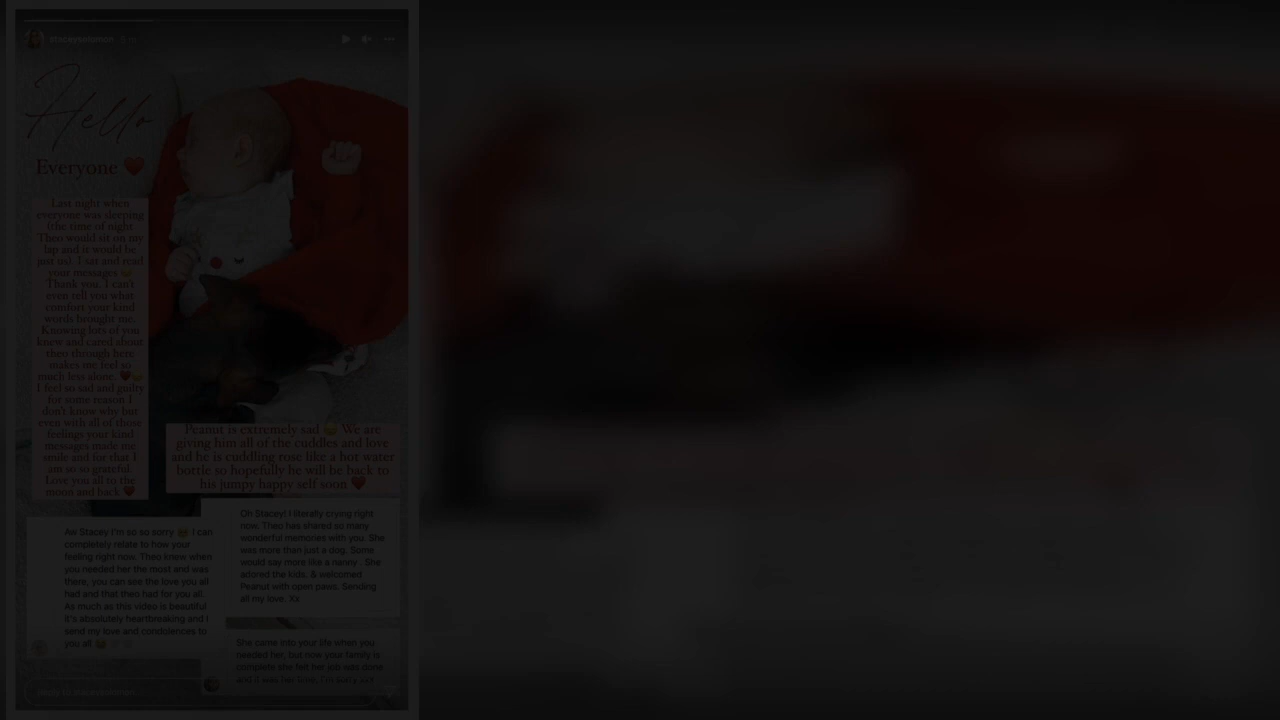 staceysolomon 5 m
Hello
Everyone ❤️
Last night when
everyone was sleeping
(the time of night
Theo would sit on my
lap and it would be
just us). I sat and read
your messages 😢
Thank you. I can't
even tell you what
comfort your kind
words brought me.
Knowing lots of you
knew and cared about
theo through here
makes me feel so
much less alone. ❤️😢
I feel so sad and guilty
for some reason I
don't know why but
even with all of those
feelings your kind
messages made me
smile and for that I
am so so grateful.
Love you all to the
moon and back ❤️
Peanut is extremely sad 😢 We are
giving him all of the cuddles and love
and he is cuddling rose like a hot water
bottle so hopefully he will be back to
his jumpy happy self soon ❤️
Aw Stacey I'm so so sorry 😢 I can
completely relate to how your
feeling right now. Theo knew when
you needed her the most and was
there, you can see the love you all
had and that theo had for you all.
As much as this video is beautiful
it's absolutely heartbreaking and I
send my love and condolences to
you all
Oh Stacey! I literally crying right
now. Theo has shared so many
wonderful memories with you. She
was more than just a dog. Some
would say more like a nanny . She
adored the kids, & welcomed
Peanut with open paws. Sending
all my love. Xx
She came into your life when you
needed her, but now your family is
complete she felt her job was done
and it was her time. I'm sorry
Reply to staceysolomon...